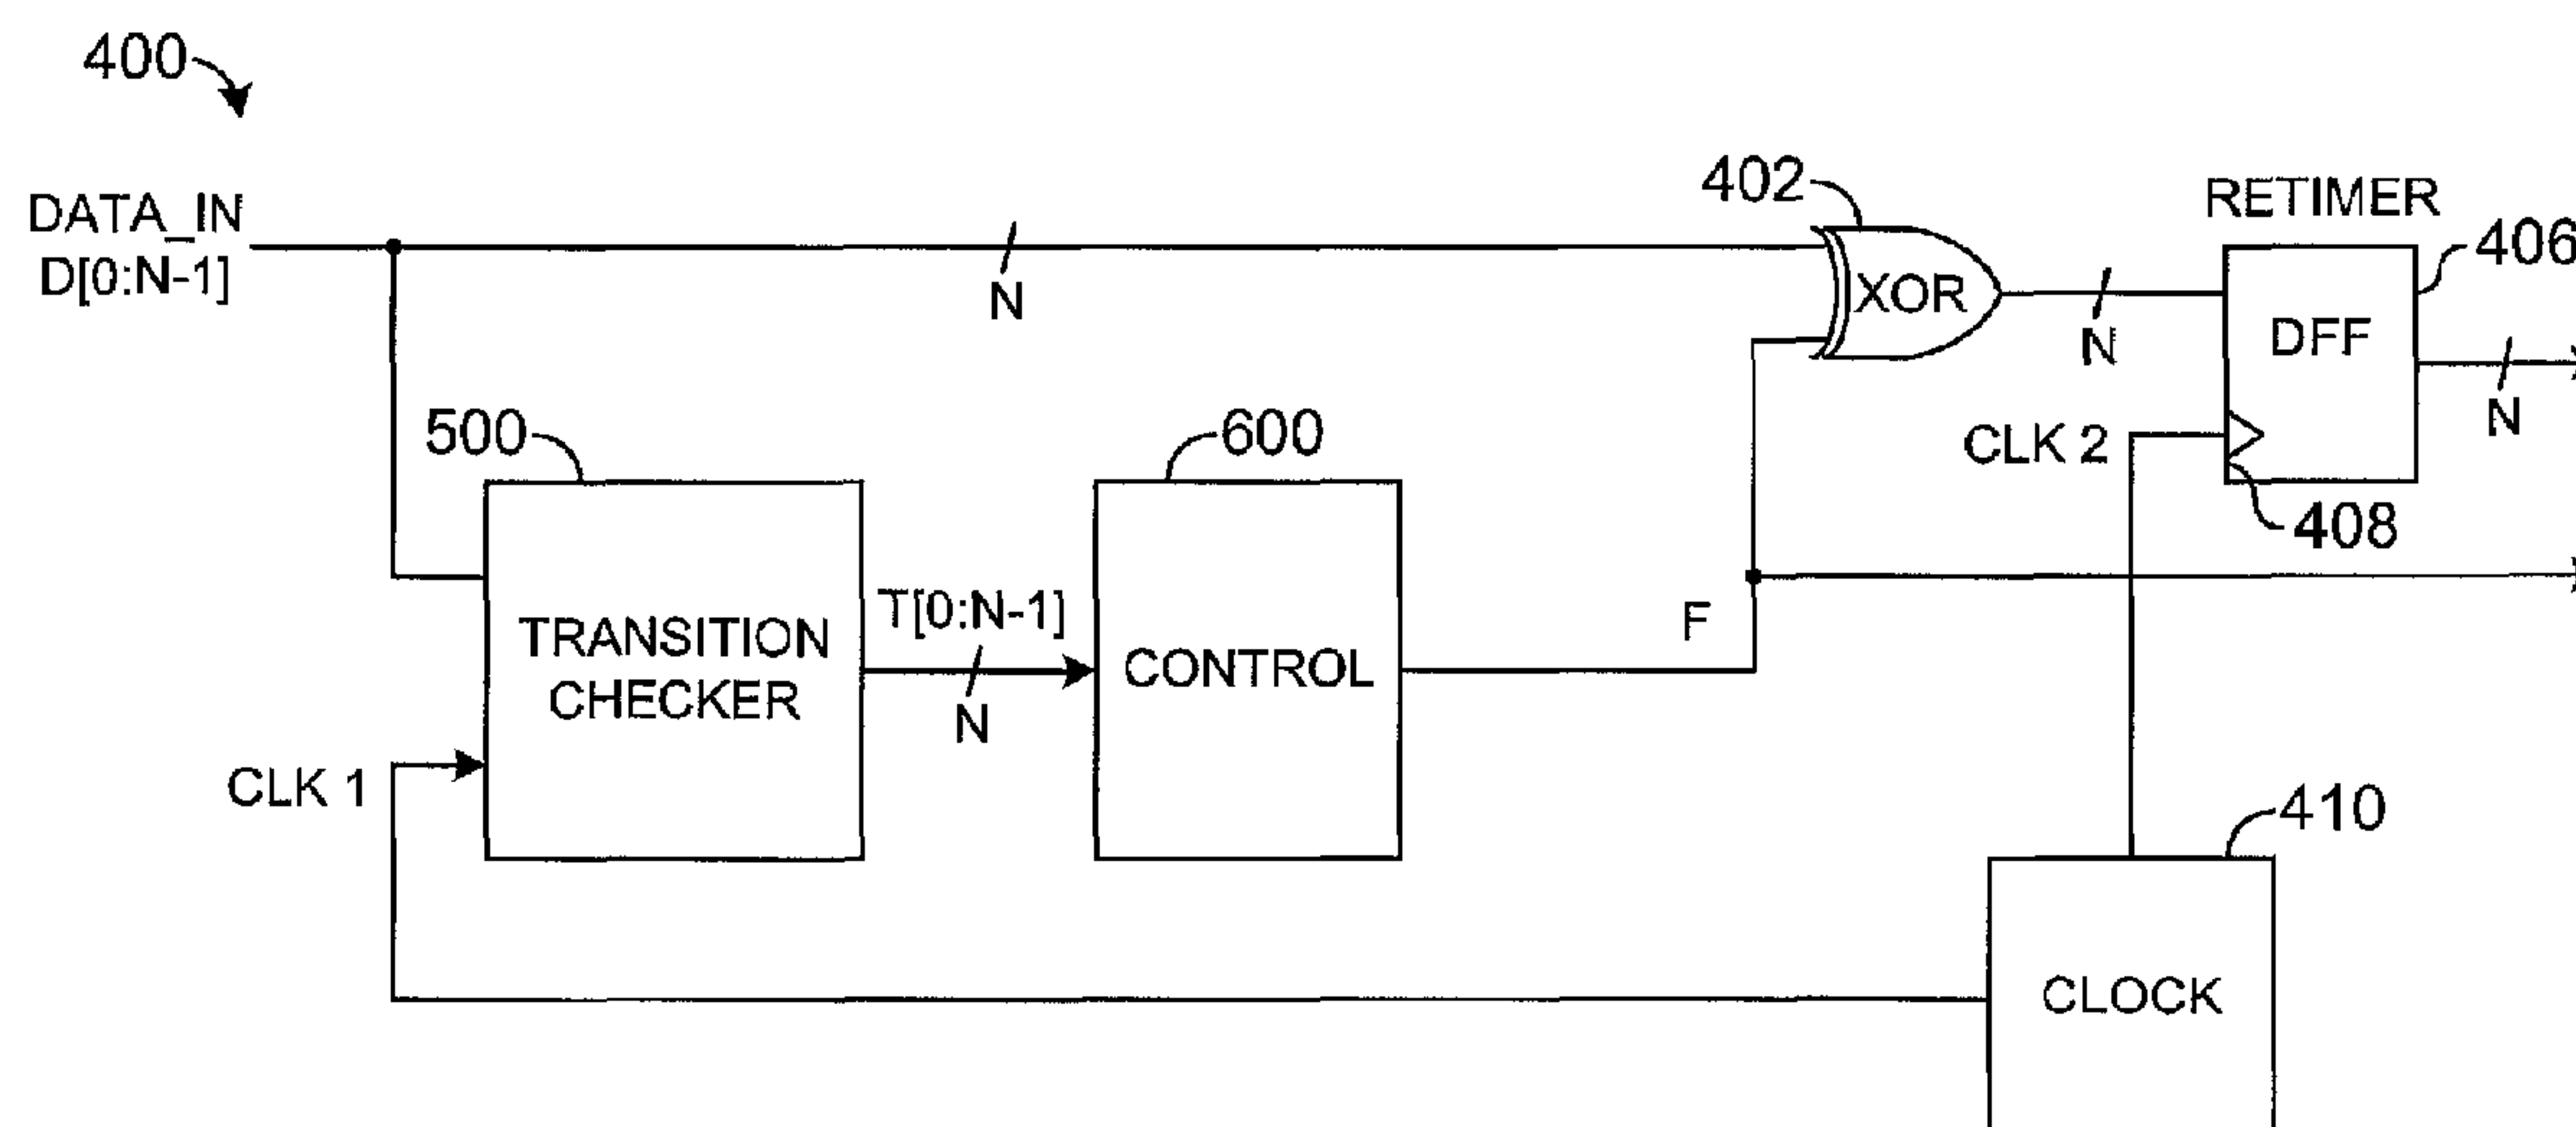 400
DATA_IN
D[0:N-1]
N
402
XOR
N
RETIMER
406
DFF
N
CLK 2
408
500
TRANSITION
CHECKER
T[0:N-1]
N
600
CONTROL
F
CLK 1
410
CLOCK